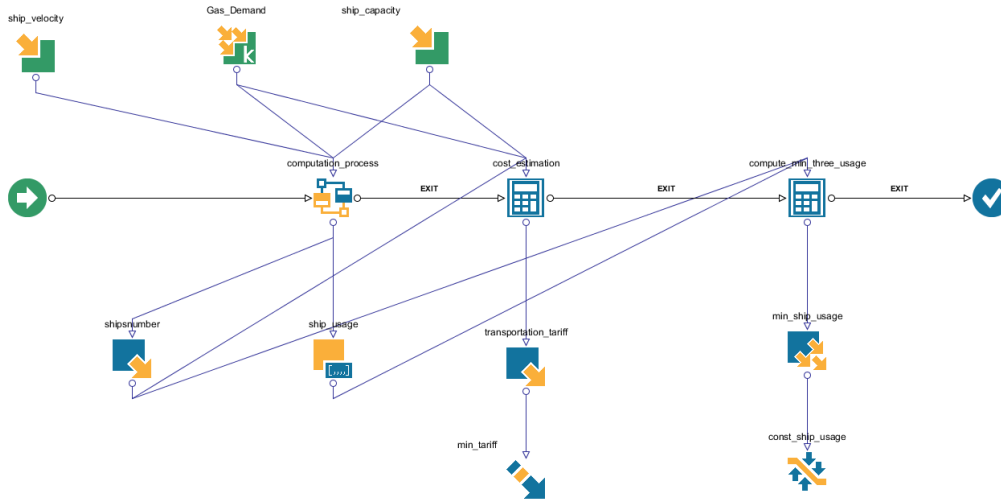 ship_velocity
Gas_Demand
ship_capacity
k
computation_process
cost_estimation
compute_min_three_usage
EXIT
EXIT
EXIT
shipsnumber
ship_usage
transportation_tariff
min_ship_usage
[,,,,]
min_tariff
const_ship_usage